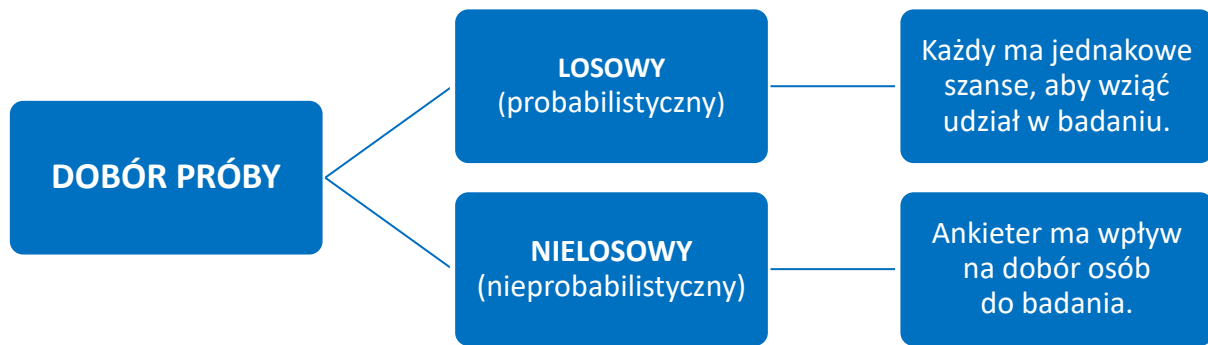 DOBÓR PRÓBY
LOSOWY
(probabilistyczny)
Każdy ma jednakowe
szanse, aby wziąć
udział w badaniu.
NIELOSOWY
(nieprobabilistyczny)
Ankieter ma wpływ
na dobór osób
do badania.